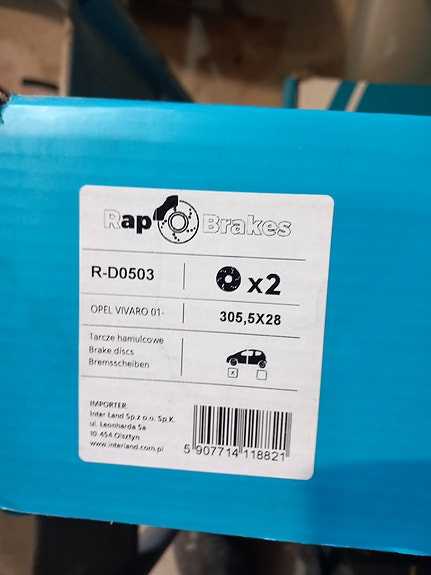 Rap Brakes
R-D0503
x2
OPEL VIVARO 01-
305,5X28
Tarcze hamulcowe
Brake discs
Bremsscheiben
x
IMPORTER:
Inter Land Sp.z o.o. Sp.K.
ul. Leonharda 5a
10-454 Olsztyn
www.interland.com.pl
5 907714 118821